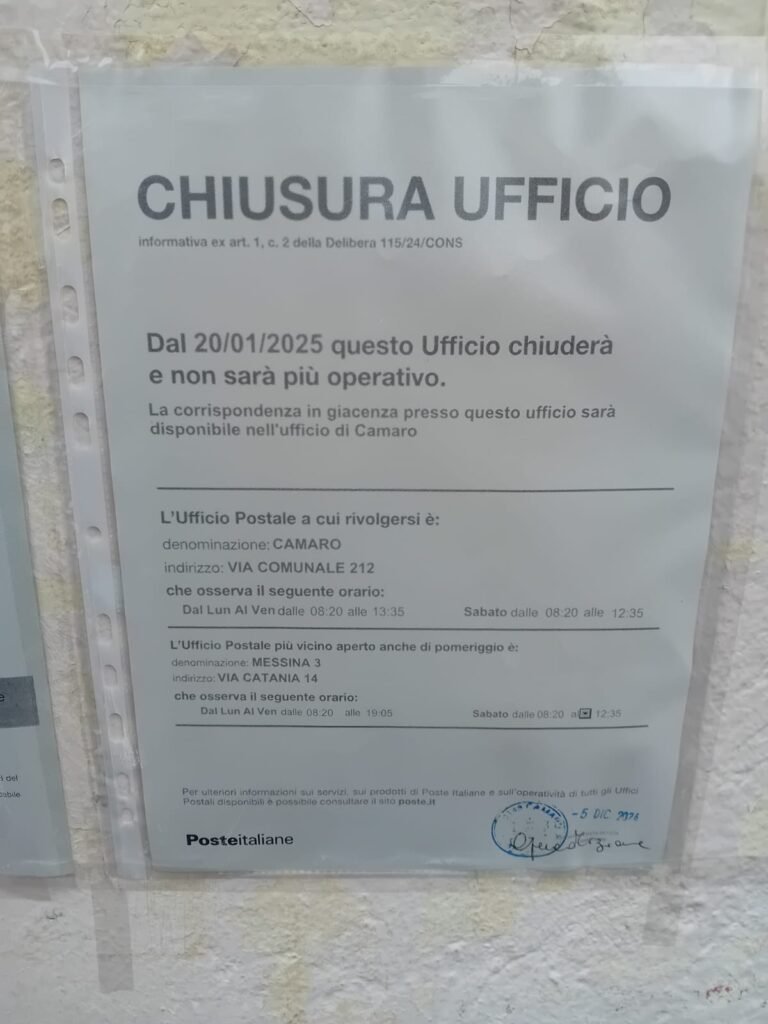 CHIUSURA UFFICIO
informativa ex art. 1, c. 2 della Delibera 115/24/CONS
Dal 20/01/2025 questo Ufficio chiuderà
e non sarà più operativo.
La corrispondenza in giacenza presso questo ufficio sarà
disponibile nell'ufficio di Camaro
L'Ufficio Postale a cui rivolgersi è:
denominazione: CAMARO
indirizzo: VIA COMUNALE 212
che osserva il seguente orario:
Dal Lun Al Ven dalle 08:20 alle 13:35 Sabato dalle 08:20 alle 12:35
L'Ufficio Postale più vicino aperto anche di pomeriggio è:
denominazione: MESSINA 3
indirizzo: VIA CATANIA 14
che osserva il seguente orario:
Dal Lun Al Ven dalle 08:20 alle 19:05 Sabato dalle 08:20 12:35
Per ulteriori informazioni sui servizi, sui prodotti di Poste Italiane e sull'operatività di tutti gli Uffici
Postali disponibili è possibile consultare il sito poste.it
-5 DIC.
Posteitaliane